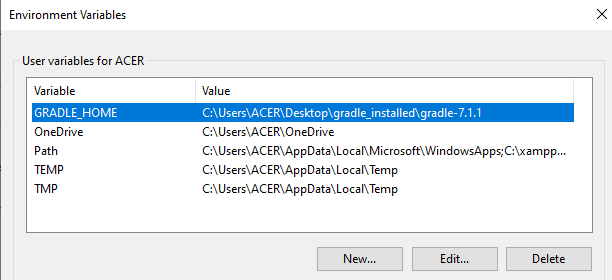 Environment Variables
User variables for ACER
Variable Value
GRADLE_HOME C:\Users\ACER\Desktop\gradle_installed\gradle-7.1.1
OneDrive C:\Users\ACER\OneDrive
Path C:\Users\ACER\AppData\Local\Microsoft\WindowsApps;C:\xampp...
TEMP C:\Users\ACER\AppData\Local\Temp
TMP C:\Users\ACER\AppData\Local\Temp
New... Edit... Delete